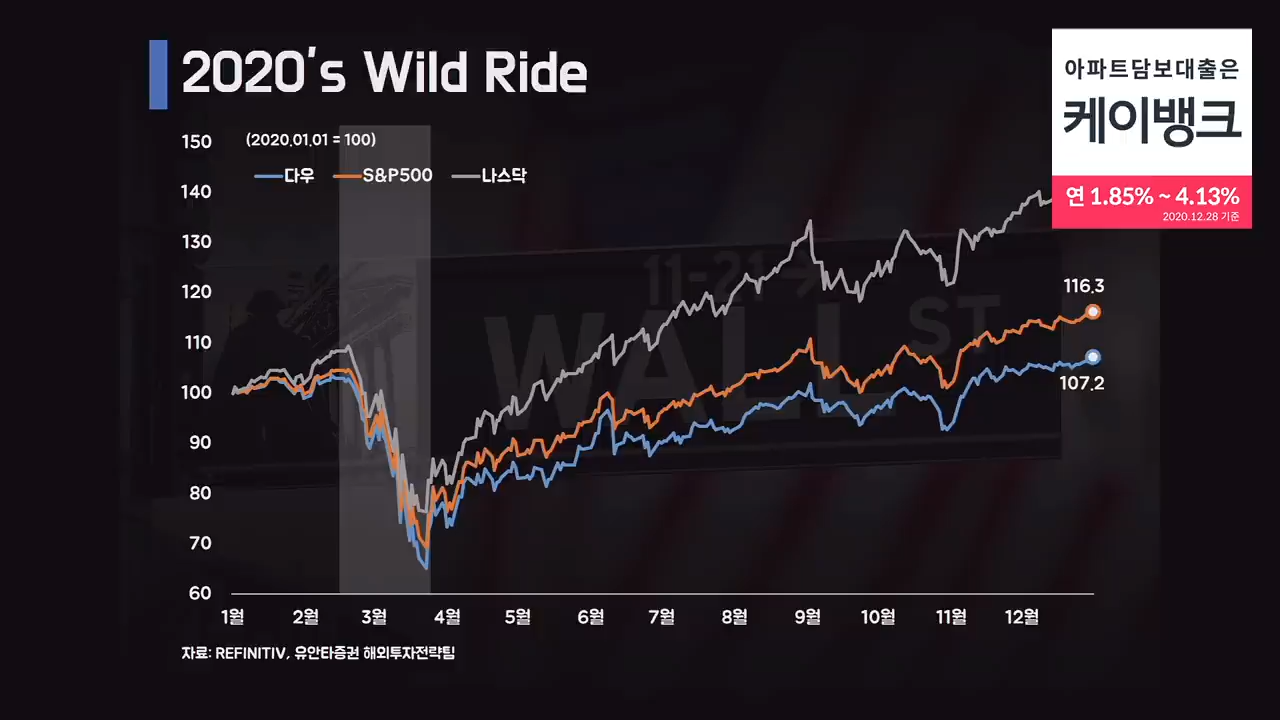 2020's Wild Ride
(2020.01.01 = 100)
다우
S&P500
나스닥
150
140
130
120
110
100
90
80
70
60
1월
2월
3월
4월
5월
6월
7월
8월
9월
10월
11월
12월
116.3
107.2
자료: REFINITIV, 유안타증권 해외투자전략팀
아파트담보대출은
케이뱅크
연 1.85% ~ 4.13%
2020.12.28 기준
11-21 →
WALL ST